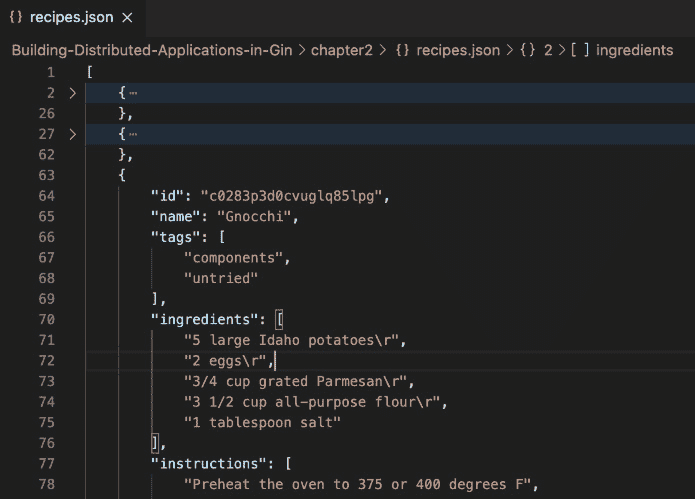 {} recipes.json ×
Building-Distributed-Applications-in-Gin > chapter2 > {} recipes.json > {} 2 > [ ] ingredients
1 [
2 > { ⋯
26 },
27 > { ⋯
62 },
63 {
64 "id": "c0283p3d0cvuglq85lpg",
65 "name": "Gnocchi",
66 "tags": [
67 "components",
68 "untried"
69 ],
70 "ingredients": [
71 "5 large Idaho potatoes\r",
72 "2 eggs\r",
73 "3/4 cup grated Parmesan\r",
74 "3 1/2 cup all-purpose flour\r",
75 "1 tablespoon salt"
76 ],
77 "instructions": [
78 "Preheat the oven to 375 or 400 degrees F",